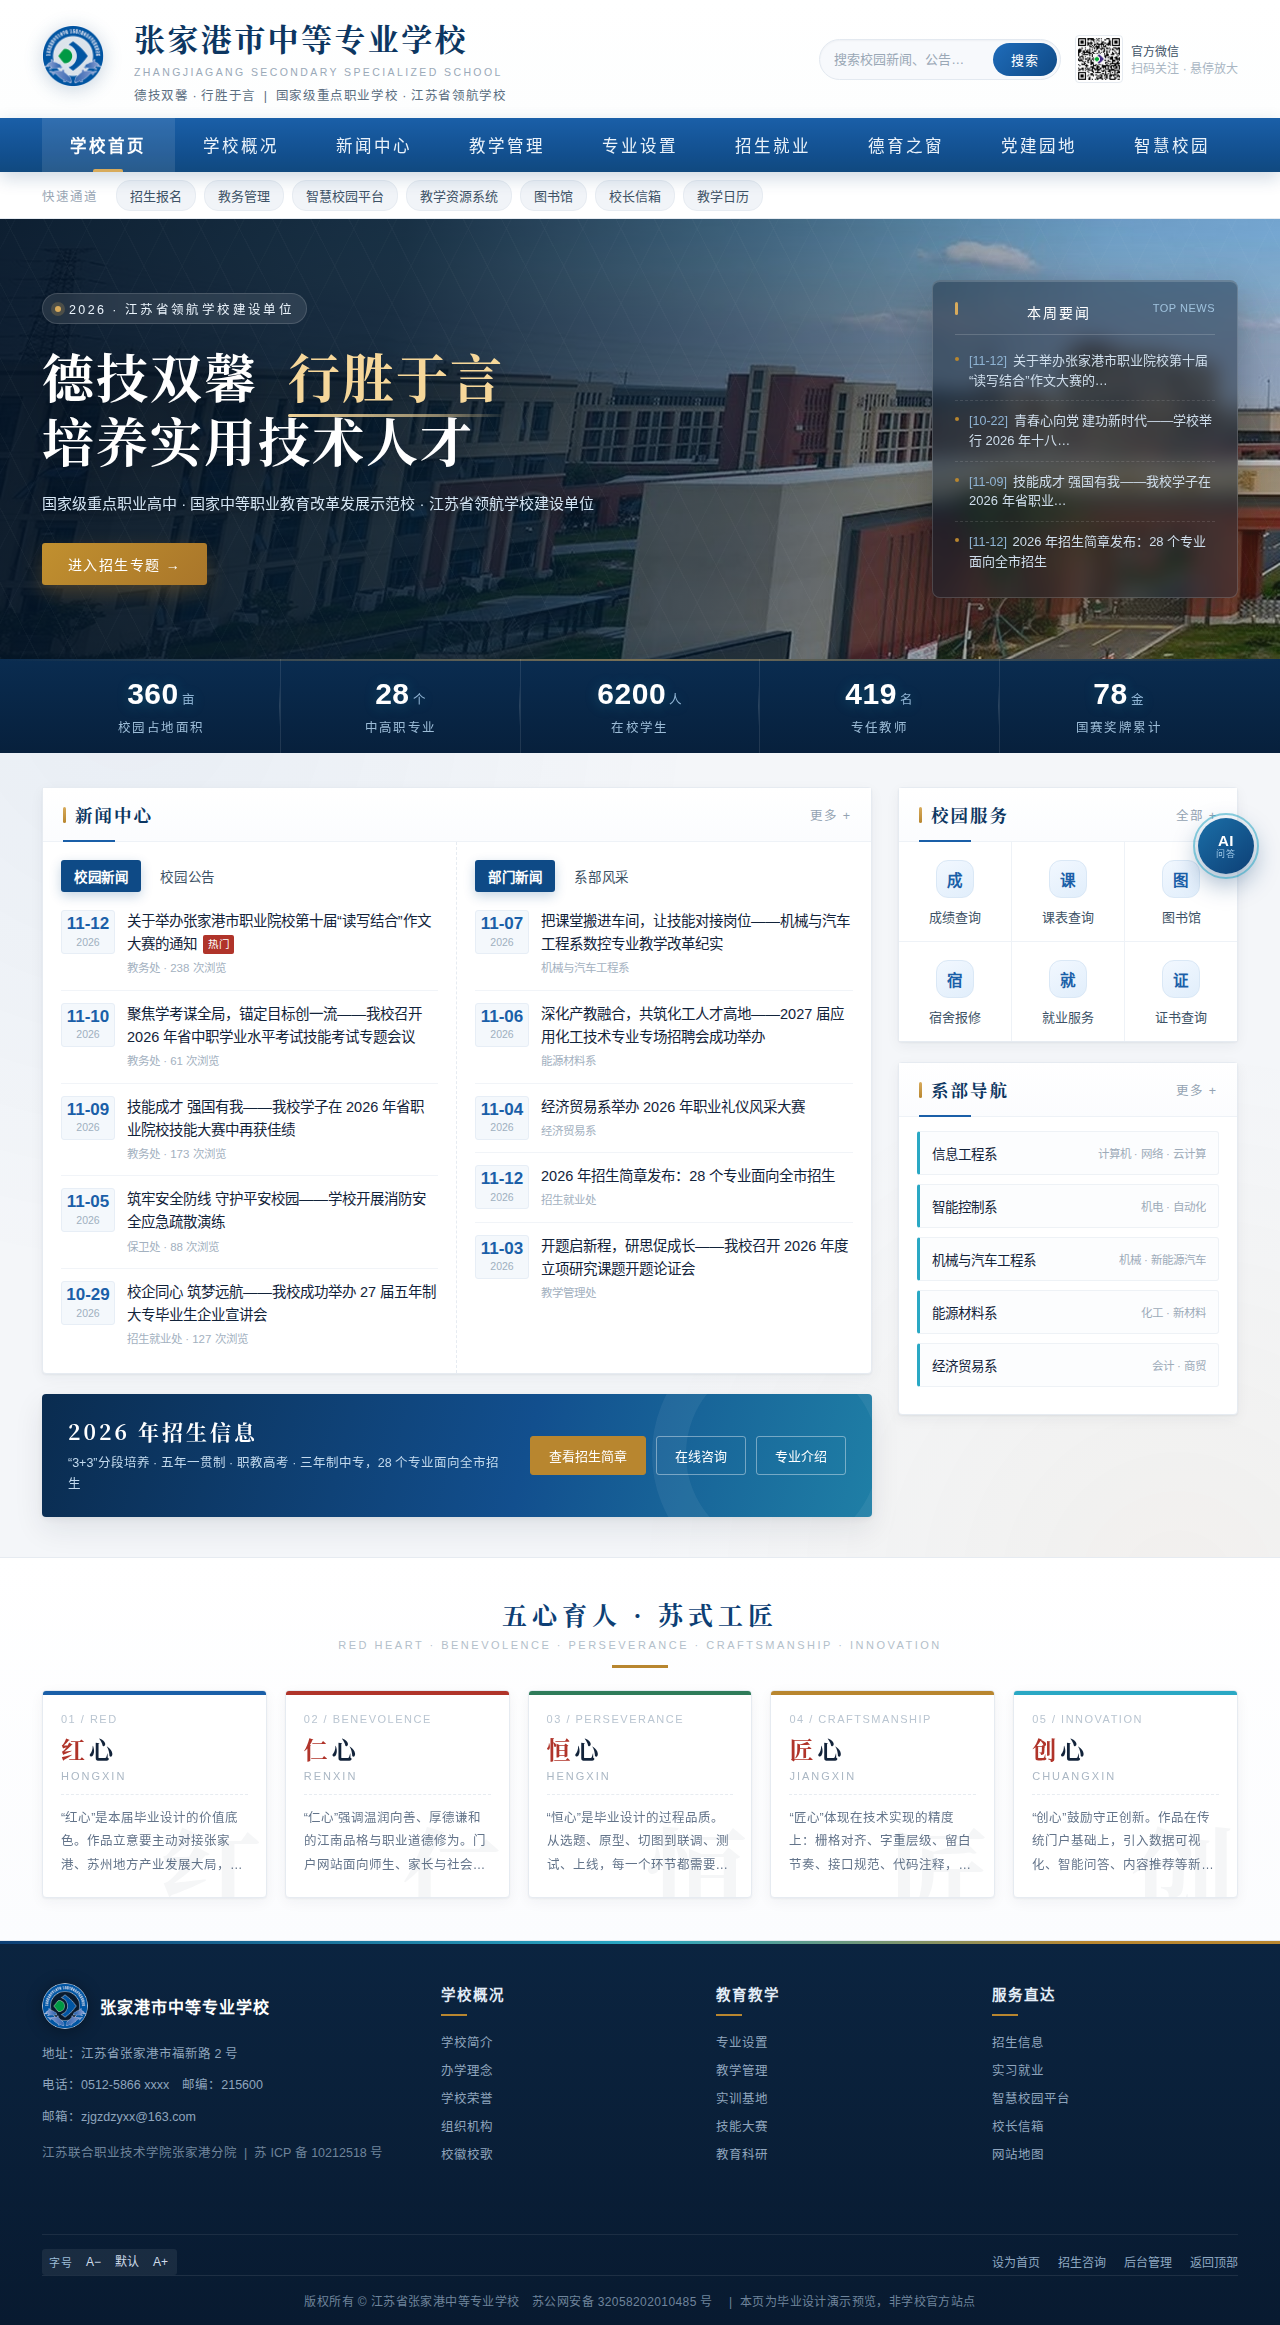 张家港市中等专业学校
ZHANGJIAGANG SECONDARY SPECIALIZED SCHOOL
德技双馨 · 行胜于言 | 国家级重点职业学校 · 江苏省领航学校
搜索校园新闻、公告…
搜索
官方微信
扫码关注 · 悬停放大
学校首页 学校概况 新闻中心 教学管理 专业设置 招生就业 德育之窗 党建园地 智慧校园
快速通道 招生报名 教务管理 智慧校园平台 教学资源系统 图书馆 校长信箱 教学日历
2026 · 江苏省领航学校建设单位
德技双馨 行胜于言
培养实用技术人才
国家级重点职业高中 · 国家中等职业教育改革发展示范校 · 江苏省领航学校建设单位
进入招生专题 →
本周要闻 TOP NEWS
[11-12] 关于举办张家港市职业院校第十届
“读写结合”作文大赛的…
[10-22] 青春心向党 建功新时代——学校举
行 2026 年十八…
[11-09] 技能成才 强国有我——我校学子在
2026 年省职业…
[11-12] 2026 年招生简章发布：28 个专业
面向全市招生
360 亩 28 个 6200 人 419 名 78 金
校园占地面积 中高职专业 在校学生 专任教师 国赛奖牌累计
新闻中心 更多 +
校园新闻 校园公告
11-12
2026
关于举办张家港市职业院校第十届“读写结合”作文
大赛的通知 热门
教务处 · 238 次浏览
11-10
2026
聚焦学考谋全局，锚定目标创一流——我校召开
2026 年省中职学业水平考试技能考试专题会议
教务处 · 61 次浏览
11-09
2026
技能成才 强国有我——我校学子在 2026 年省职
业院校技能大赛中再获佳绩
教务处 · 173 次浏览
11-05
2026
筑牢安全防线 守护平安校园——学校开展消防安
全应急疏散演练
保卫处 · 88 次浏览
10-29
2026
校企同心 筑梦远航——我校成功举办 27 届五年制
大专毕业生企业宣讲会
招生就业处 · 127 次浏览
部门新闻 系部风采
11-07
2026
把课堂搬进车间，让技能对接岗位——机械与汽车
工程系数控专业教学改革纪实
机械与汽车工程系
11-06
2026
深化产教融合，共筑化工人才高地——2027 届应
用化工技术专业专场招聘会成功举办
能源材料系
11-04
2026
经济贸易系举办 2026 年职业礼仪风采大赛
经济贸易系
11-12
2026
2026 年招生简章发布：28 个专业面向全市招生
招生就业处
11-03
2026
开题启新程，研思促成长——我校召开 2026 年度
立项研究课题开题论证会
教学管理处
校园服务 全部 +
AI
问答
成 课 图
成绩查询 课表查询 图书馆
宿 就 证
宿舍报修 就业服务 证书查询
系部导航 更多 +
信息工程系 计算机 · 网络 · 云计算
智能控制系 机电 · 自动化
机械与汽车工程系 机械 · 新能源汽车
能源材料系 化工 · 新材料
经济贸易系 会计 · 商贸
2026 年招生信息
“3+3”分段培养 · 五年一贯制 · 职教高考 · 三年制中专，28 个专业面向全市招
生
查看招生简章 在线咨询 专业介绍
五心育人 · 苏式工匠
RED HEART · BENEVOLENCE · PERSEVERANCE · CRAFTSMANSHIP · INNOVATION
01 / RED
红心
HONGXIN
“红心”是本届毕业设计的价值底
色。作品立意要主动对接张家
港、苏州地方产业发展大局，…
红
02 / BENEVOLENCE
仁心
RENXIN
“仁心”强调温润向善、厚德谦和
的江南品格与职业道德修为。门
户网站面向师生、家长与社会…
仁
03 / PERSEVERANCE
恒心
HENGXIN
“恒心”是毕业设计的过程品质。
从选题、原型、切图到联调、测
试、上线，每一个环节都需要…
恒
04 / CRAFTSMANSHIP
匠心
JIANGXIN
“匠心”体现在技术实现的精度
上：栅格对齐、字重层级、留白
节奏、接口规范、代码注释，…
匠
05 / INNOVATION
创心
CHUANGXIN
“创心”鼓励守正创新。作品在传
统门户基础上，引入数据可视
化、智能问答、内容推荐等新…
创
张家港市中等专业学校
地址：江苏省张家港市福新路 2 号
电话：0512-5866 xxxx 邮编：215600
邮箱：zjgzdzyxx@163.com
江苏联合职业技术学院张家港分院 | 苏 ICP 备 10212518 号
学校概况
学校简介
办学理念
学校荣誉
组织机构
校徽校歌
教育教学
专业设置
教学管理
实训基地
技能大赛
教育科研
服务直达
招生信息
实习就业
智慧校园平台
校长信箱
网站地图
字号 A− 默认 A+
设为首页 招生咨询 后台管理 返回顶部
版权所有 © 江苏省张家港中等专业学校 苏公网安备 32058202010485 号 | 本页为毕业设计演示预览，非学校官方站点